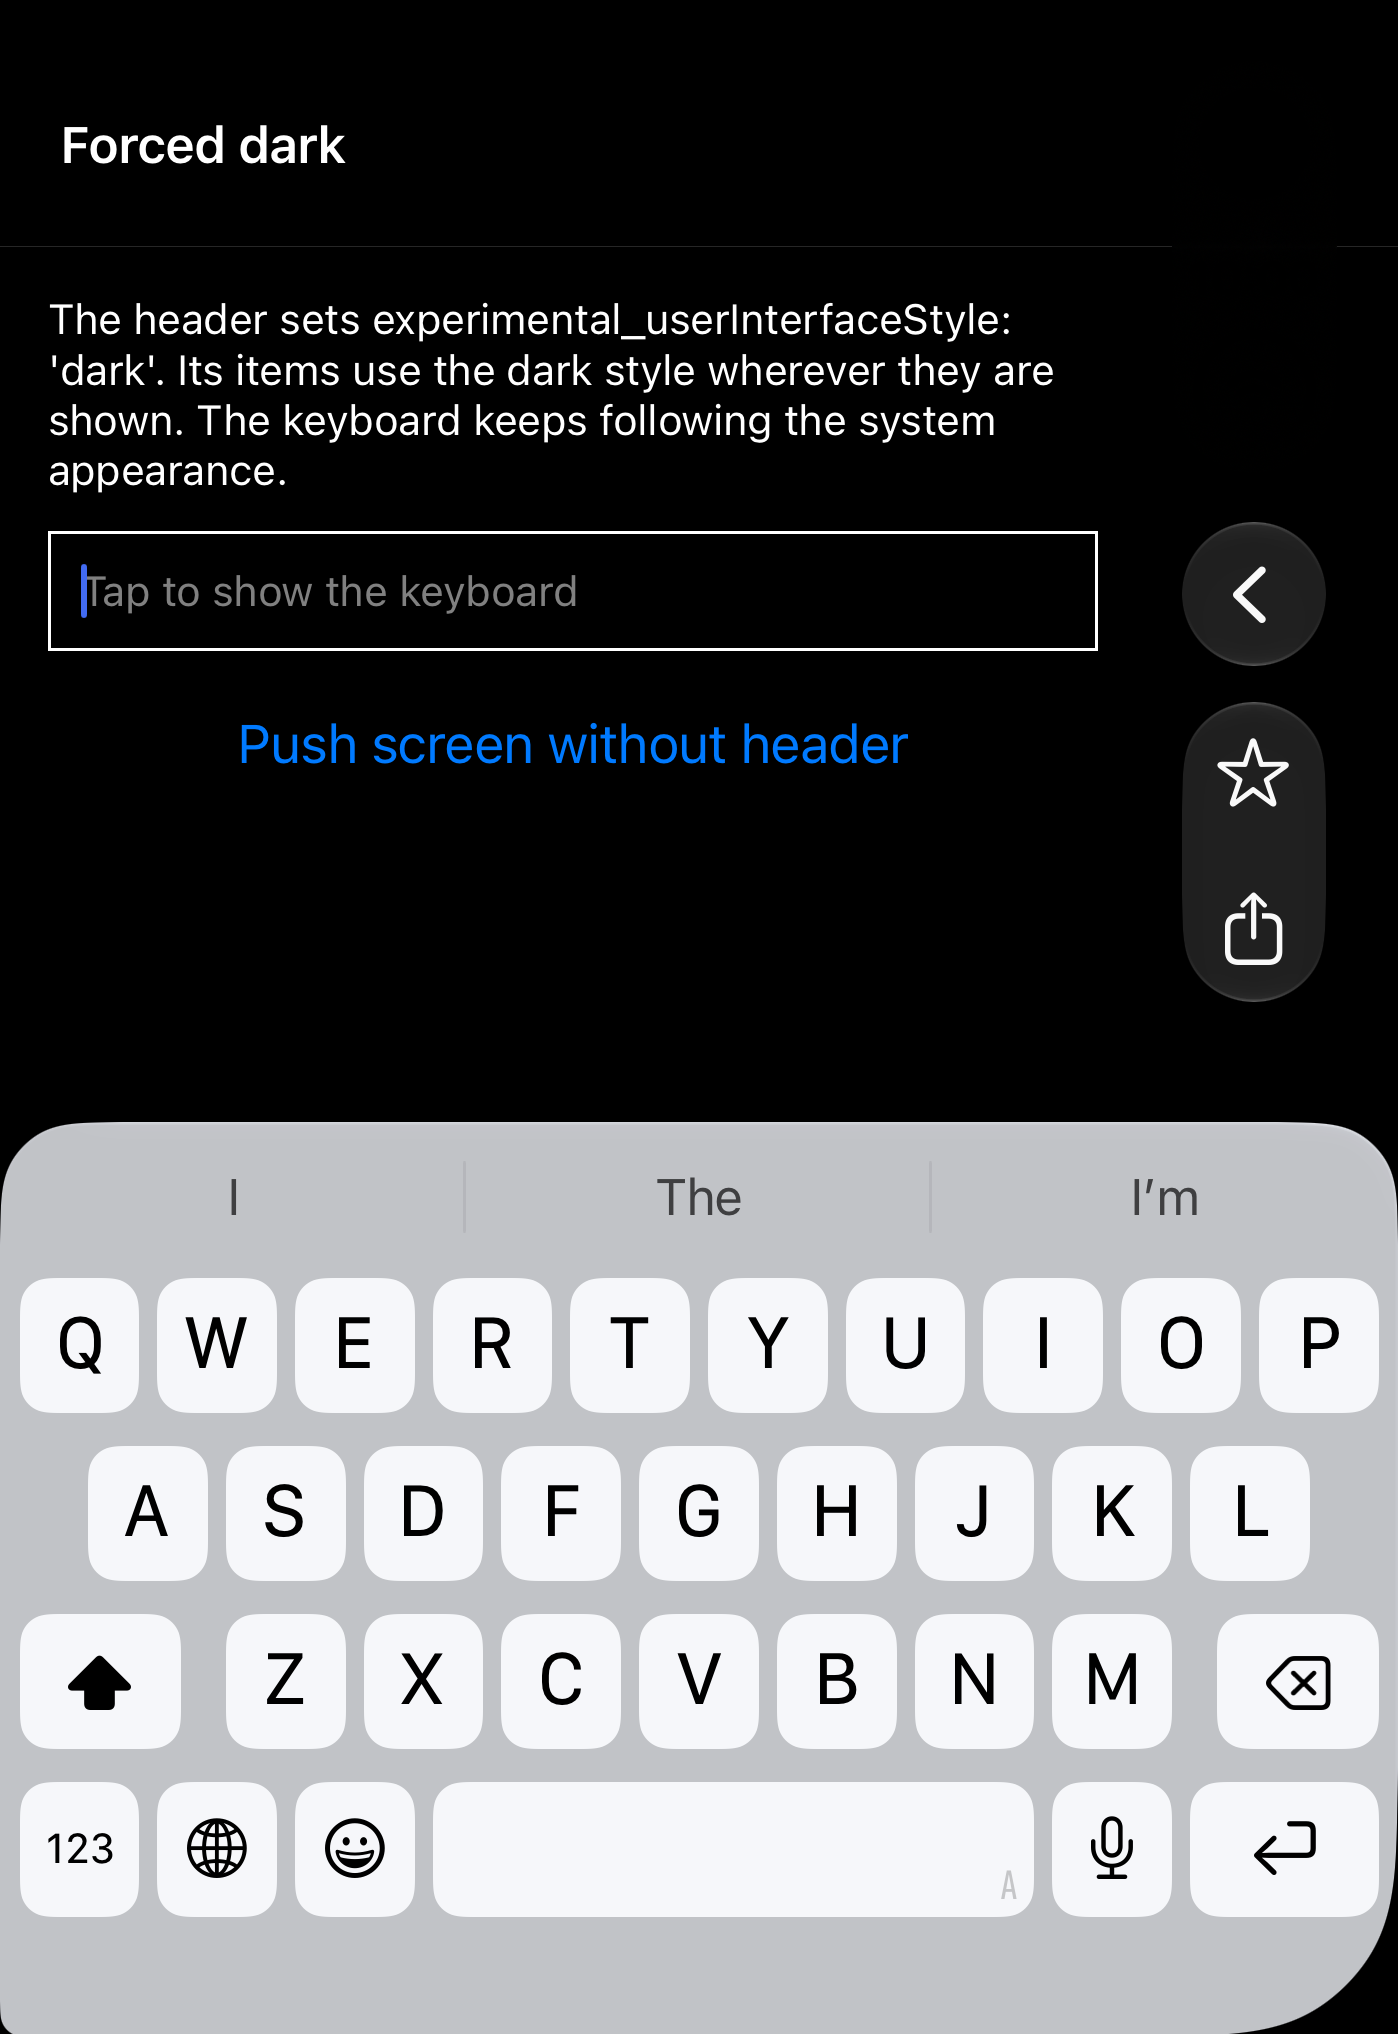 Forced dark
The header sets experimental_userInterfaceStyle:
'dark'. Its items use the dark style wherever they are
shown. The keyboard keeps following the system
appearance.
Tap to show the keyboard
Push screen without header
I The I’m
Q W E R T Y U I O P
A S D F G H J K L
Z X C V B N M
123
A